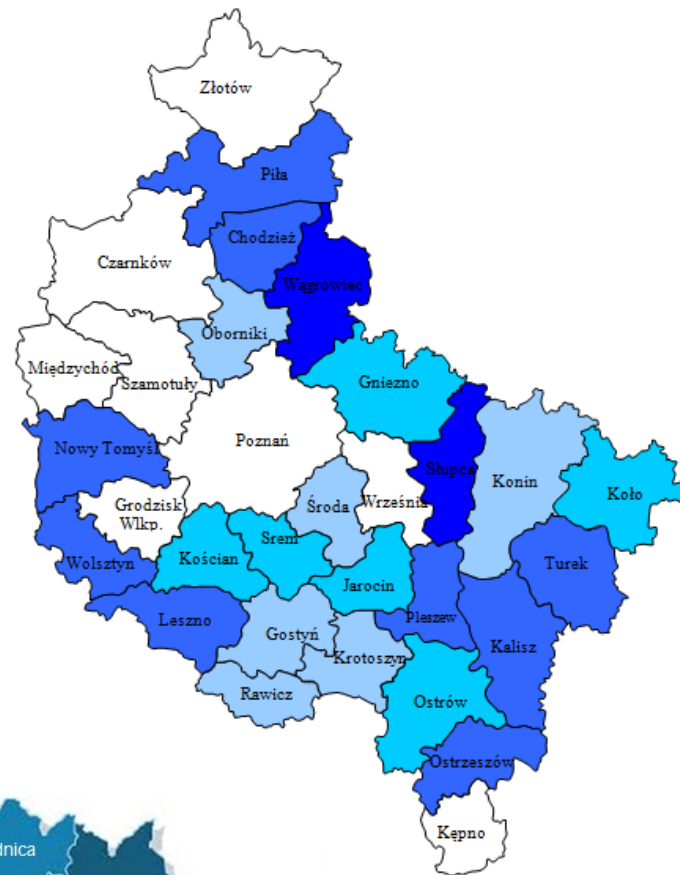 Złotów
Piła
Chodzież
Czarnków
Wągrowiec
Oborniki
Międzychód
Szamotuły
Gniezno
Nowy Tomyśl
Poznań
Słupca
Konin
Koło
Grodzisk
Wlkp.
Środa
Września
Wolsztyn
Kościan
Srem
Jarocin
Turek
Leszno
Gostyń
Pleszew
Kalisz
Krotoszyn
Rawicz
Ostrów
Ostrzeszów
Kępno